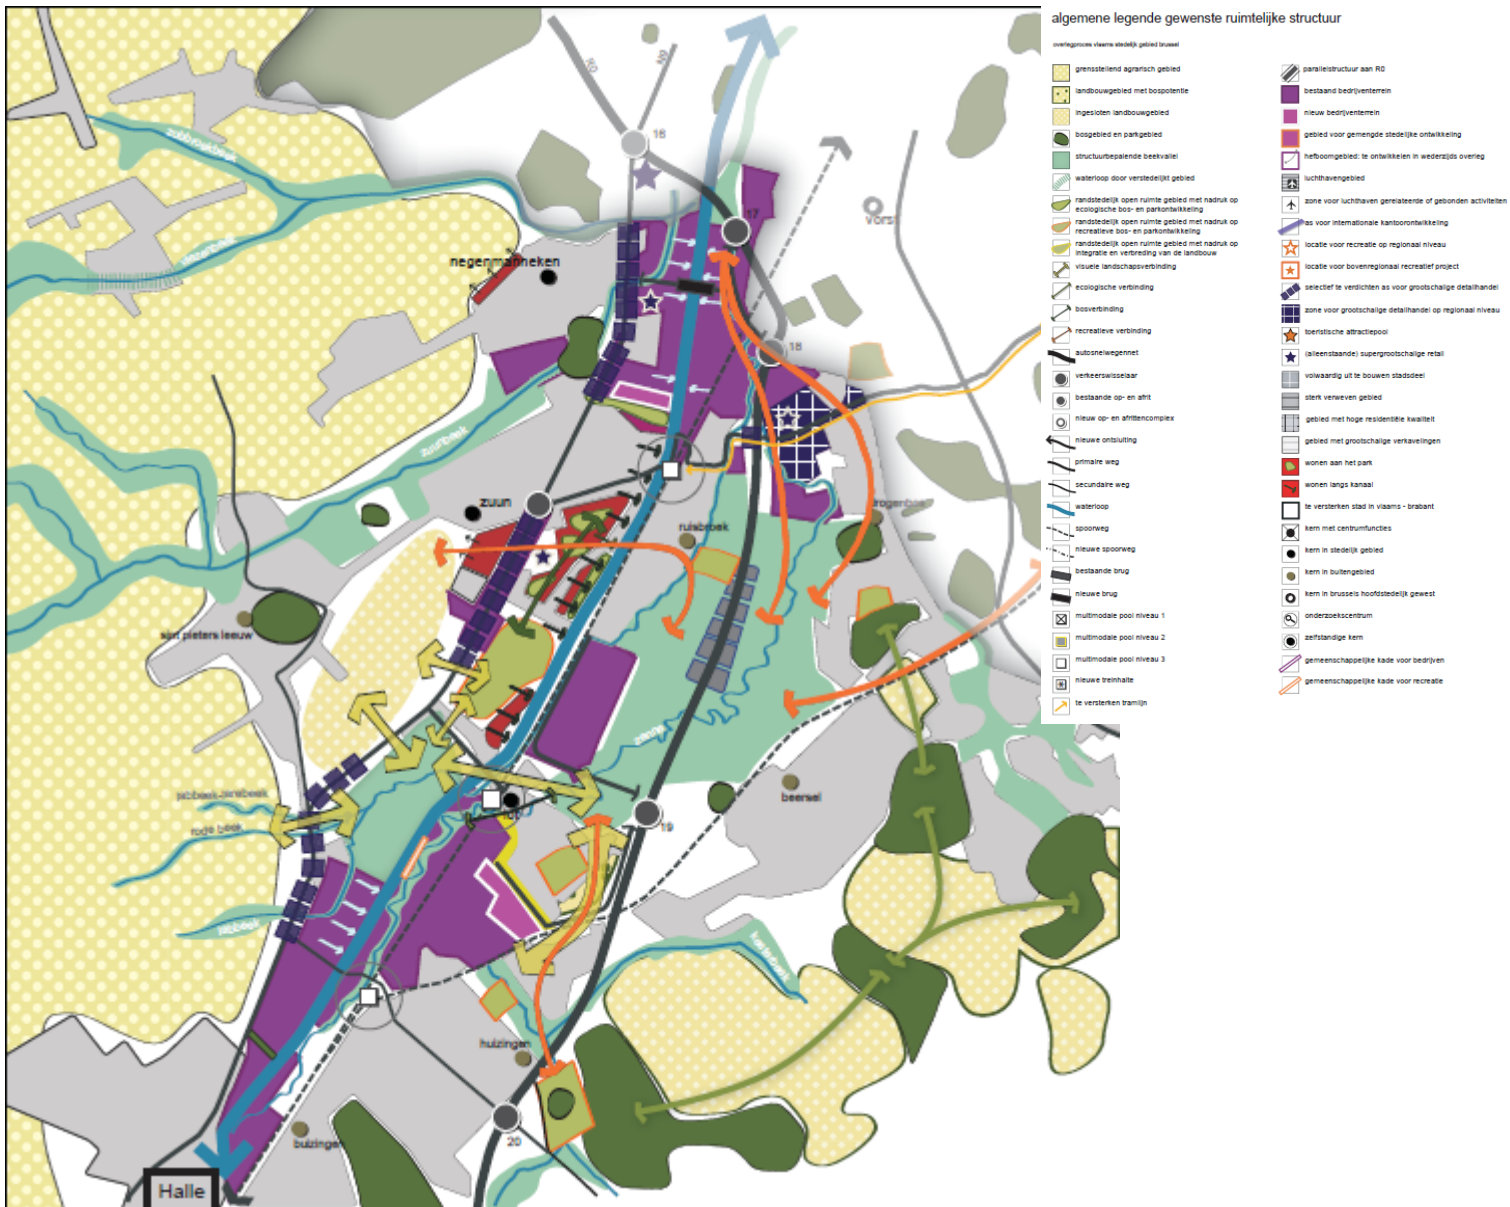 algemene legende gewenste ruimtelijke structuur
overlegproces vlaams stedelijk gebied brussel
grensstellend agrarisch gebied
landbouwgebied met bospotentie
ingesloten landbouwgebied
bosgebied en parkgebied
structuurbepalende beekvallei
waterloop door verstedelijkt gebied
randstedelijk open ruimte gebied met nadruk op
ecologische bos- en parkontwikkeling
randstedelijk open ruimte gebied met nadruk op
recreatieve bos- en parkontwikkeling
randstedelijk open ruimte gebied met nadruk op
integratie en verbreding van de landbouw
visuele landschapsverbinding
ecologische verbinding
bosverbinding
recreatieve verbinding
autosnelwegennet
verkeerswisselaar
bestaande op- en afrit
nieuw op- en afrittencomplex
nieuwe ontsluiting
primaire weg
secundaire weg
waterloop
spoorweg
nieuwe spoorweg
bestaande brug
nieuwe brug
multimodale pool niveau 1
multimodale pool niveau 2
multimodale pool niveau 3
nieuwe treinhalte
te versterken tramlijn
parallelstructuur aan R0
bestaand bedrijventerrein
nieuw bedrijventerrein
gebied voor gemengde stedelijke ontwikkeling
hefboomgebied: te ontwikkelen in wederzijds overleg
luchthavengebied
zone voor luchthaven gerelateerde of gebonden activiteiten
as voor internationale kantoorontwikkeling
locatie voor recreatie op regionaal niveau
locatie voor bovenregionaal recreatief project
selectief te verdichten as voor grootschalige detailhandel
zone voor grootschalige detailhandel op regionaal niveau
toeristische attractiepool
(alleenstaande) supergrootschalige retail
volwaardig uit te bouwen stadsdeel
sterk verweven gebied
gebied met hoge residentiële kwaliteit
gebied met grootschalige verkavelingen
wonen aan het park
wonen langs kanaal
te versterken stad in vlaams - brabant
kern met centrumfuncties
kern in stedelijk gebied
kern in buitengebied
kern in brussels hoofdstedelijk gewest
onderzoekscentrum
zelfstandige kern
gemeenschappelijke kade voor bedrijven
gemeenschappelijke kade voor recreatie
16
zobbroekbeek
17
vorst
negenmanneken
18
zuunbeek
zuun
drogenbos
ruisbroek
sint pieters leeuw
zenne
beersel
rode beek
lot
19
kesterbeek
huizingen
20
buizingen
Halle